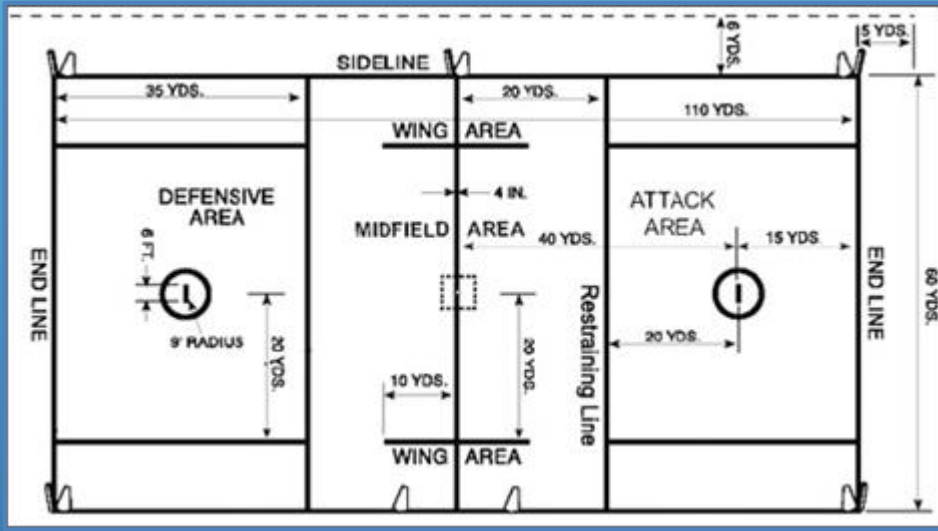 6 YDS.
5 YDS.
SIDELINE
35 YDS.
20 YDS.
110 YDS.
WING AREA
4 IN.
DEFENSIVE
AREA
ATTACK
AREA
MIDFIELD AREA
40 YDS.
15 YDS
6 FT.
END LINE
9' RADIUS
20 YDS.
10 YDS.
20 YDS.
Restraining Line
20 YDS.
END LINE
60 YDS.
WING AREA